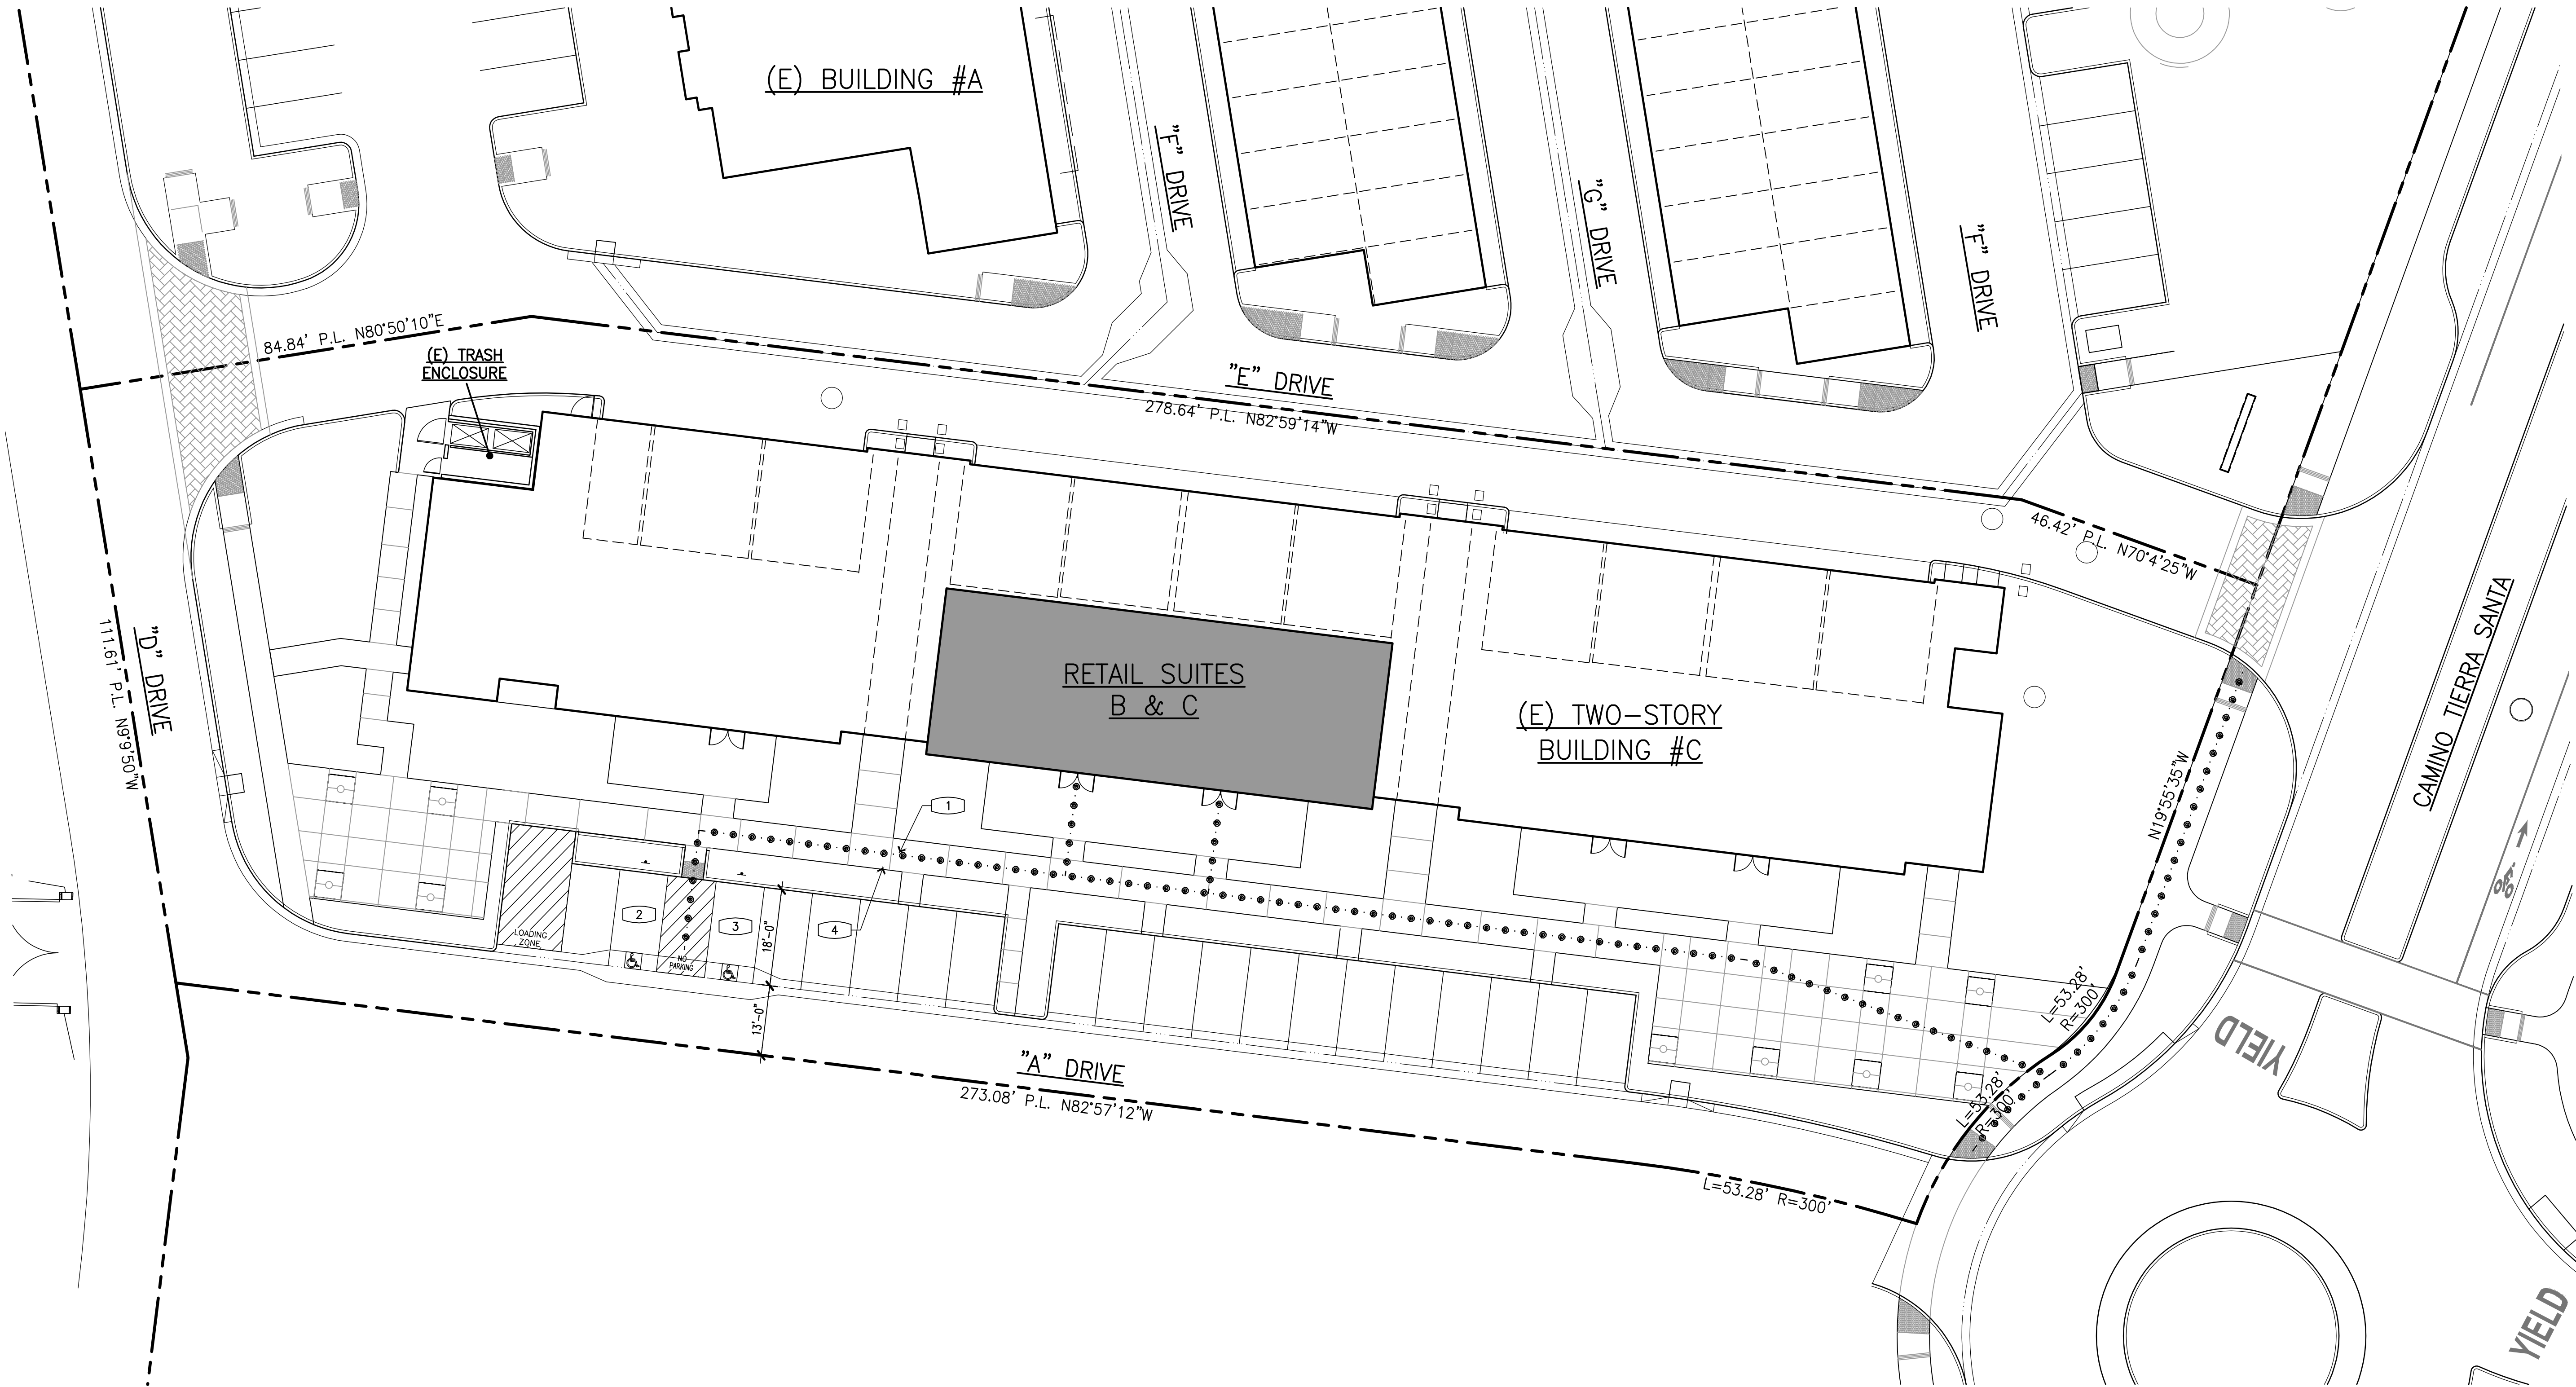 (E) BUILDING #A
"F" DRIVE
"G" DRIVE
"F" DRIVE
84.84' P.L. N80°50'10"E
(E) TRASH
ENCLOSURE
"E" DRIVE
278.64' P.L. N82°59'14"W
46.42' P.L. N70°4'25"W
CAMINO TIERRA SANTA
"D" DRIVE
111.61' P.L. N9°9'50"W
RETAIL SUITES
B & C
(E) TWO-STORY
BUILDING #C
N19°55'35"W
1
2
3
4
LOADING
ZONE
NO
PARKING
18'-0"
13'-0"
L=53.28'
R=300'
YIELD
"A" DRIVE
273.08' P.L. N82°57'12"W
L=53.28'
R=300'
L=53.28' R=300'
YIELD